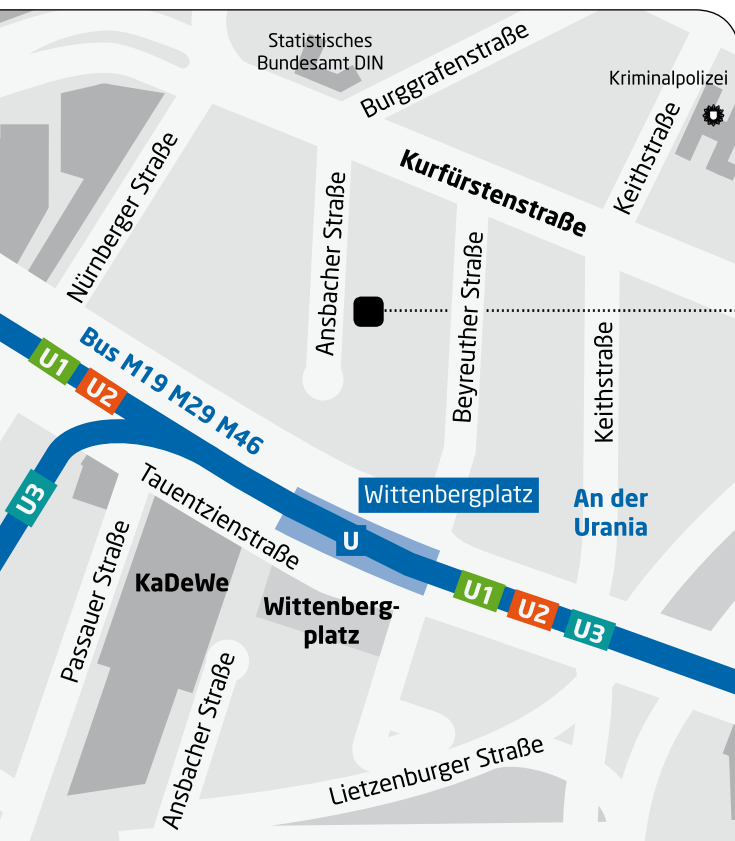 Statistisches
Bundesamt DIN
Burggrafenstraße
Kriminalpolizei
Nürnberger Straße
Kurfürstenstraße
Keithstraße
Ansbacher Straße
Beyreuther Straße
Keithstraße
Bus M19 M29 M46
U1
U2
U3
Tauentzienstraße
Wittenbergplatz
An der
Urania
U
Passauer Straße
KaDeWe
Wittenberg-
platz
U1
U2
U3
Ansbacher Straße
Lietzenburger Straße